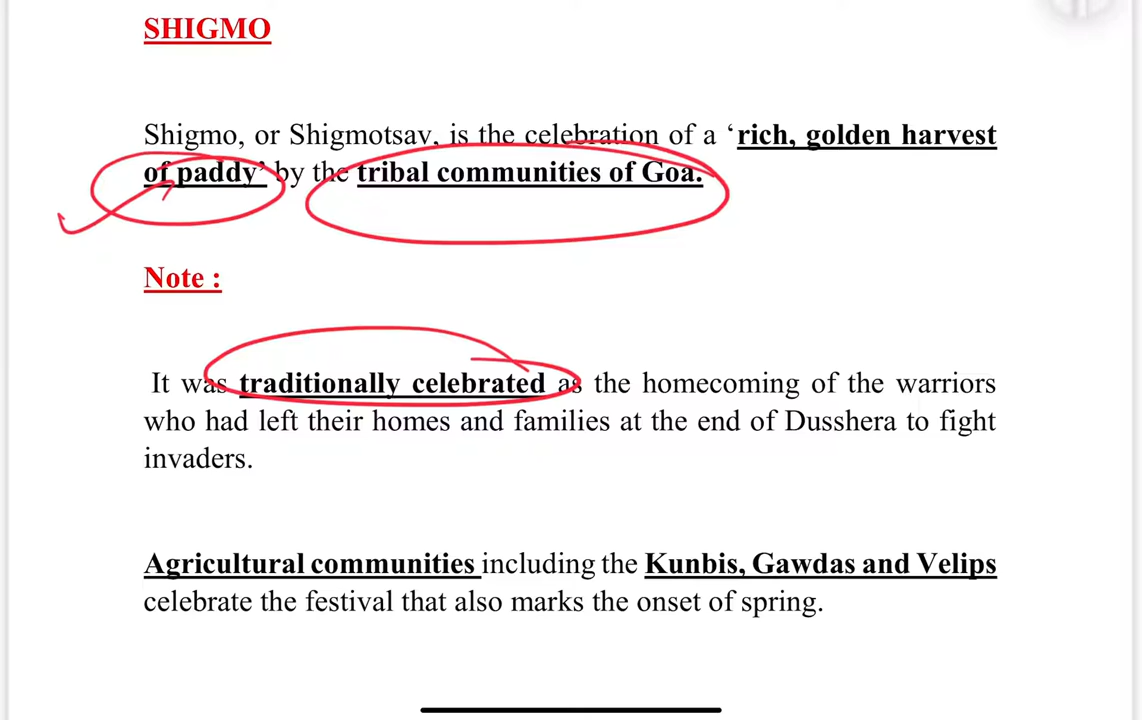 SHIGMO
Shigmo, or Shigmotsav, is the celebration of a ‘rich, golden harvest
of paddy’ by the tribal communities of Goa.
Note :
It was traditionally celebrated as the homecoming of the warriors
who had left their homes and families at the end of Dusshera to fight
invaders.
Agricultural communities including the Kunbis, Gawdas and Velips
celebrate the festival that also marks the onset of spring.